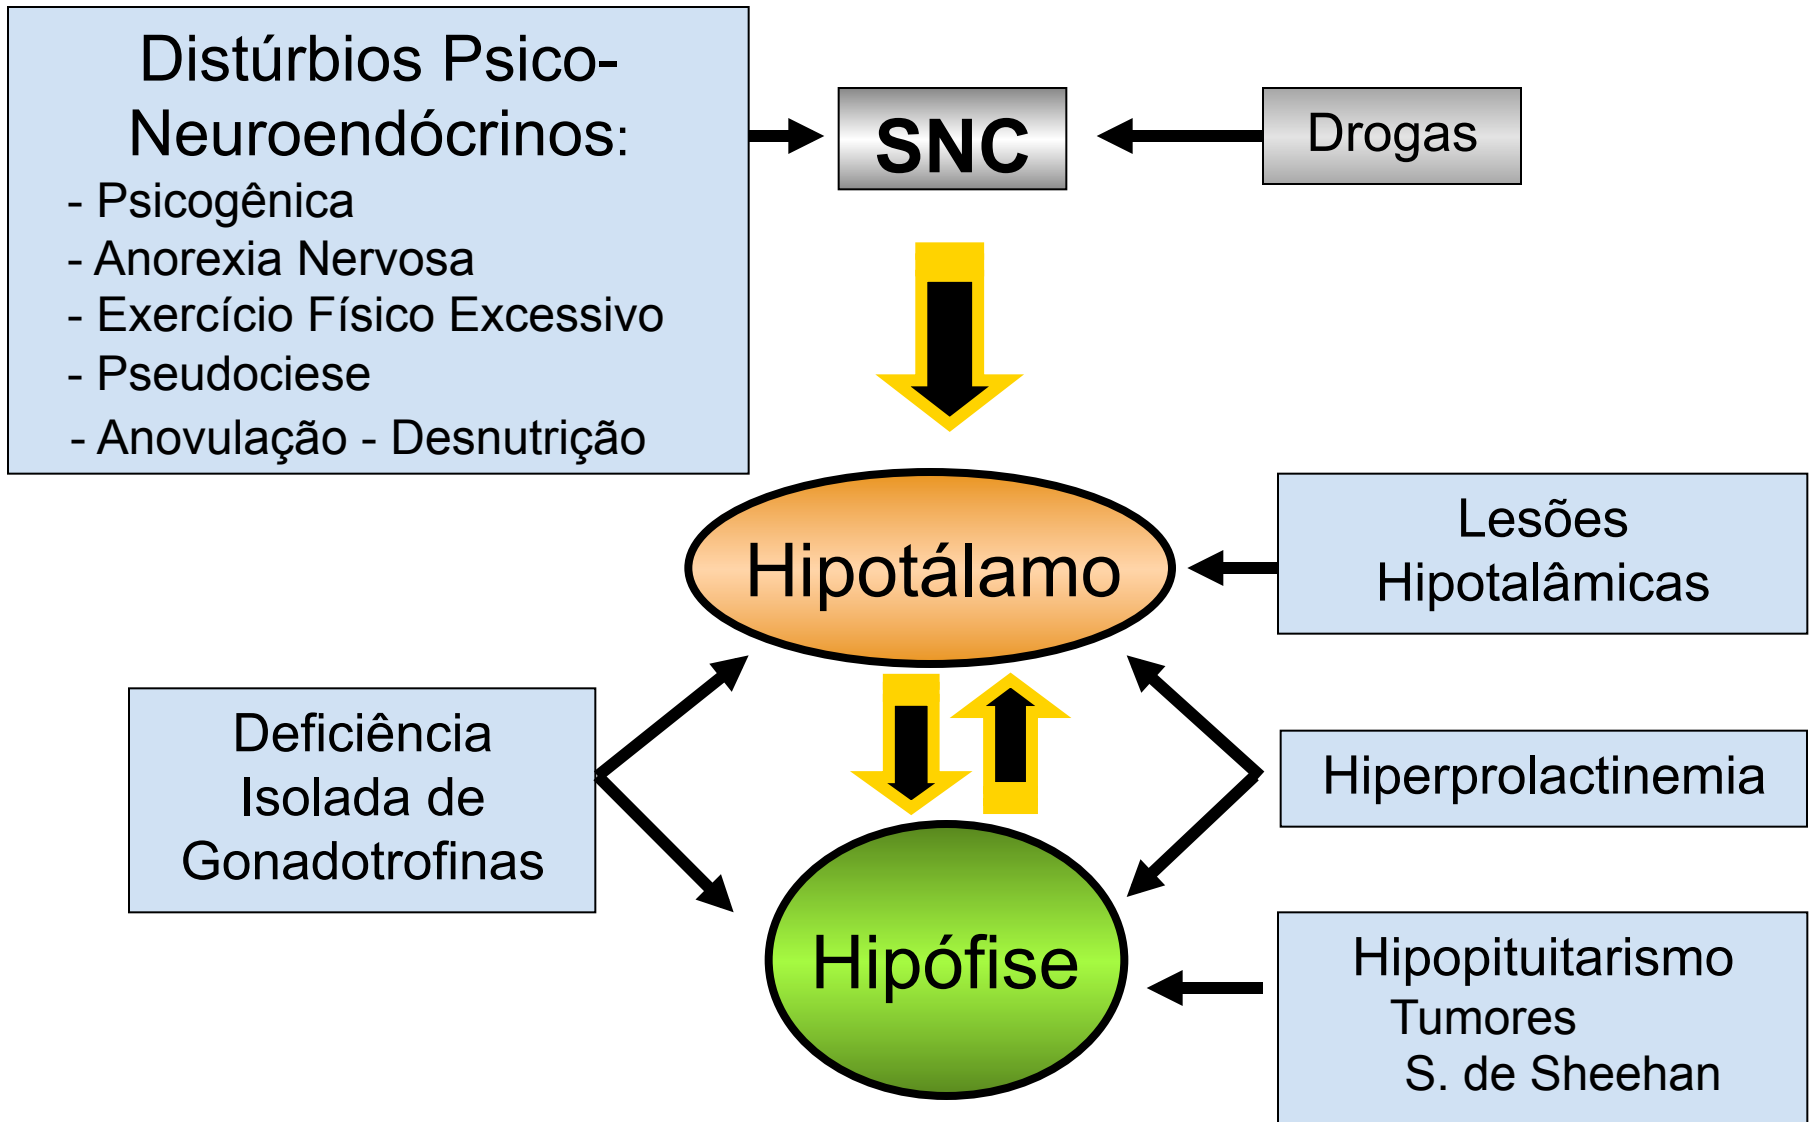 Distúrbios Psico-
Neuroendócrinos:
- Psicogênica
- Anorexia Nervosa
- Exercício Físico Excessivo
- Pseudociese
- Anovulação - Desnutrição
SNC
Drogas
Hipotálamo
Lesões
Hipotalâmicas
Deficiência
Isolada de
Gonadotrofinas
Hiperprolactinemia
Hipófise
Hipopituitarismo
Tumores
S. de Sheehan